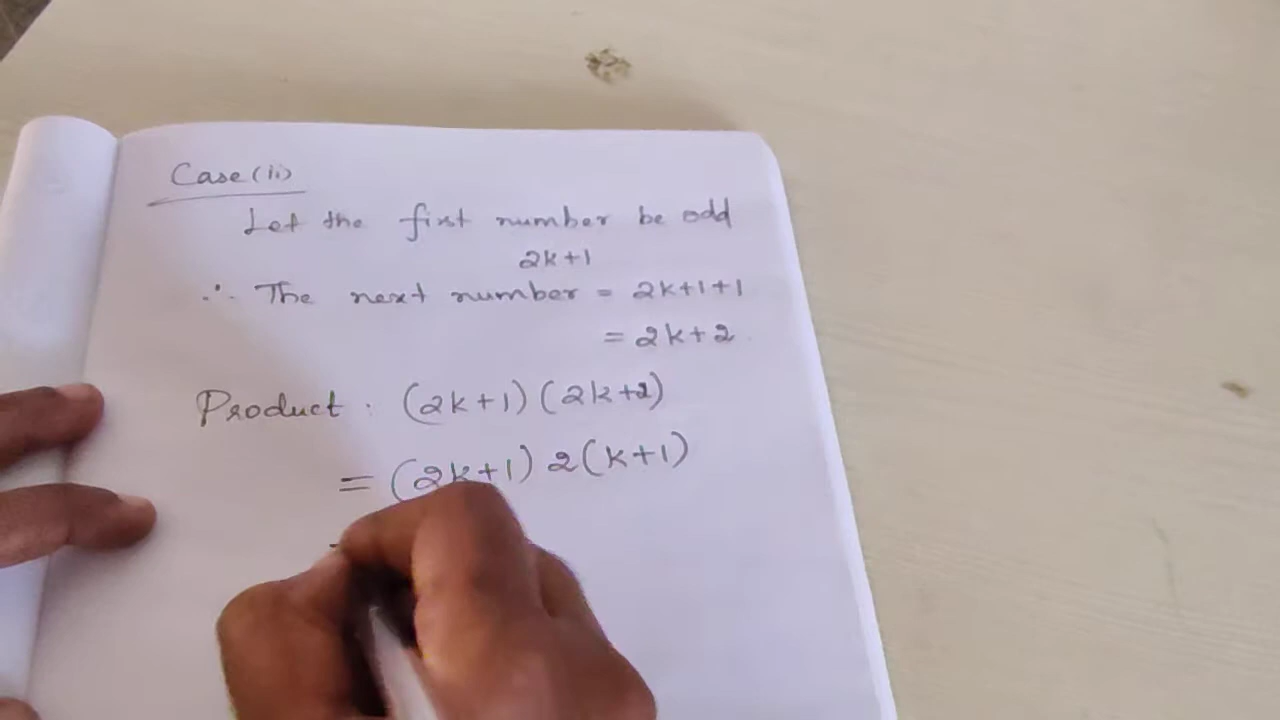 Case (ii)
Let the first number be odd
2k+1
∴ The next number = 2k+1+1
= 2k+2
Product : (2k+1)(2k+2)
= (2k+1) 2(k+1)